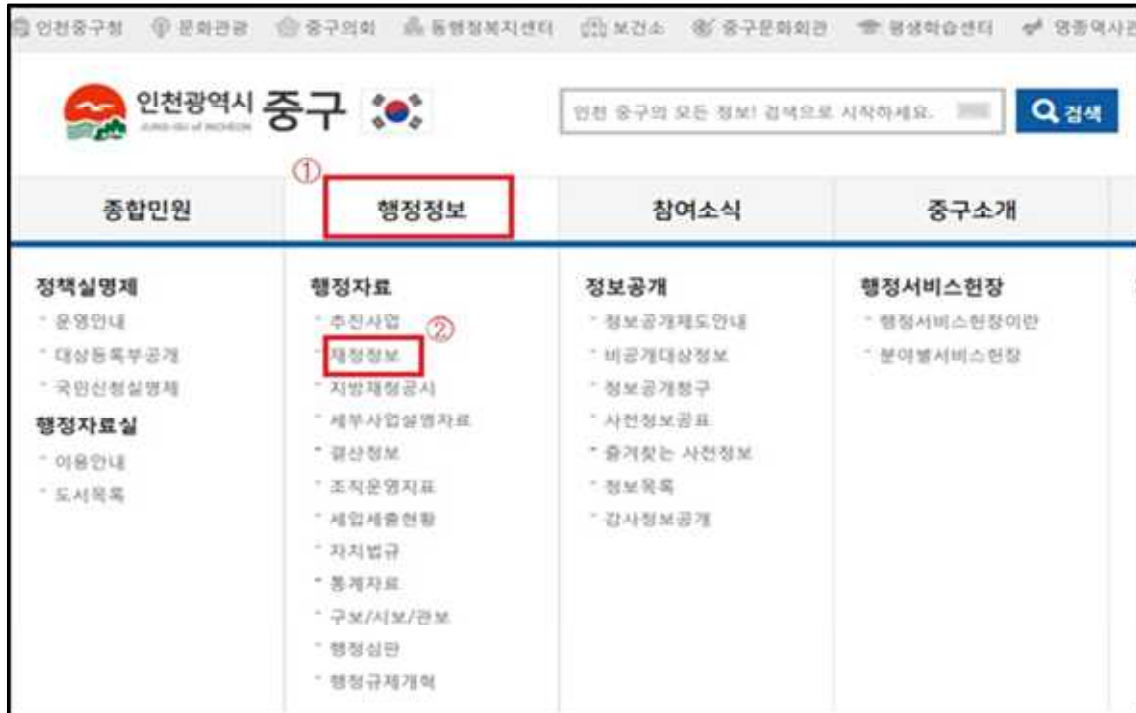 인천중구청 문화관광 중구의회 동행정복지센터 보건소 중구문화회관 평생학습센터 영종역사관
인천광역시 중구
JUNG-GU of INCHEON
인천 중구의 모든 정보! 검색으로 시작하세요.
검색
①
종합민원 행정정보 참여소식 중구소개
정책실명제
운영안내
대상등록부공개
국민신청실명제
행정자료실
이용안내
도서목록
행정자료
추진사업
②
재정정보
지방재정공시
세부사업설명자료
결산정보
조직운영지표
세입세출현황
자치법규
통계자료
구보/시보/관보
행정심판
행정규제개혁
정보공개
정보공개제도안내
비공개대상정보
정보공개청구
사전정보공표
즐겨찾는 사전정보
정보목록
감사정보공개
행정서비스헌장
행정서비스헌장이란
분야별서비스헌장